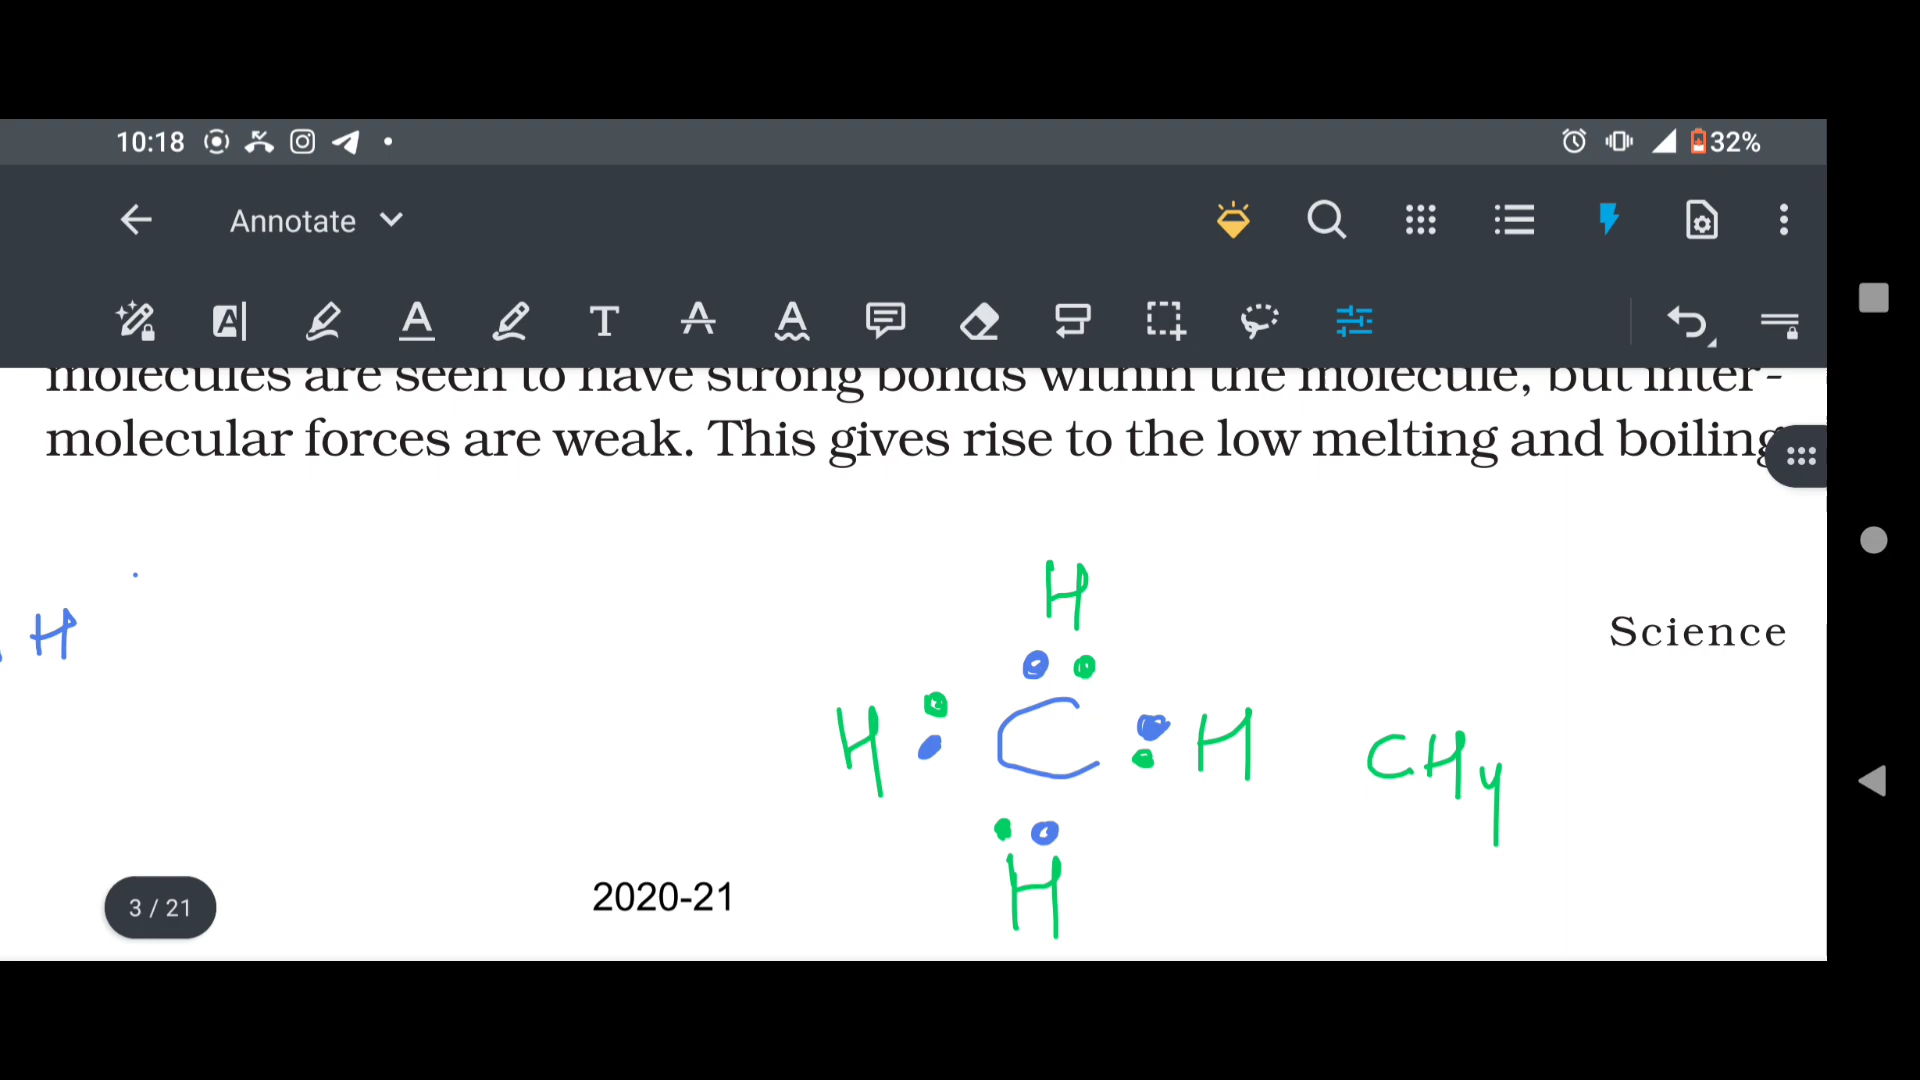 10:18 32%
Annotate
molecules are seen to have strong bonds within the molecule, but inter-
molecular forces are weak. This gives rise to the low melting and boiling
H
H
Science
H C H CH4
H
3 / 21
2020-21